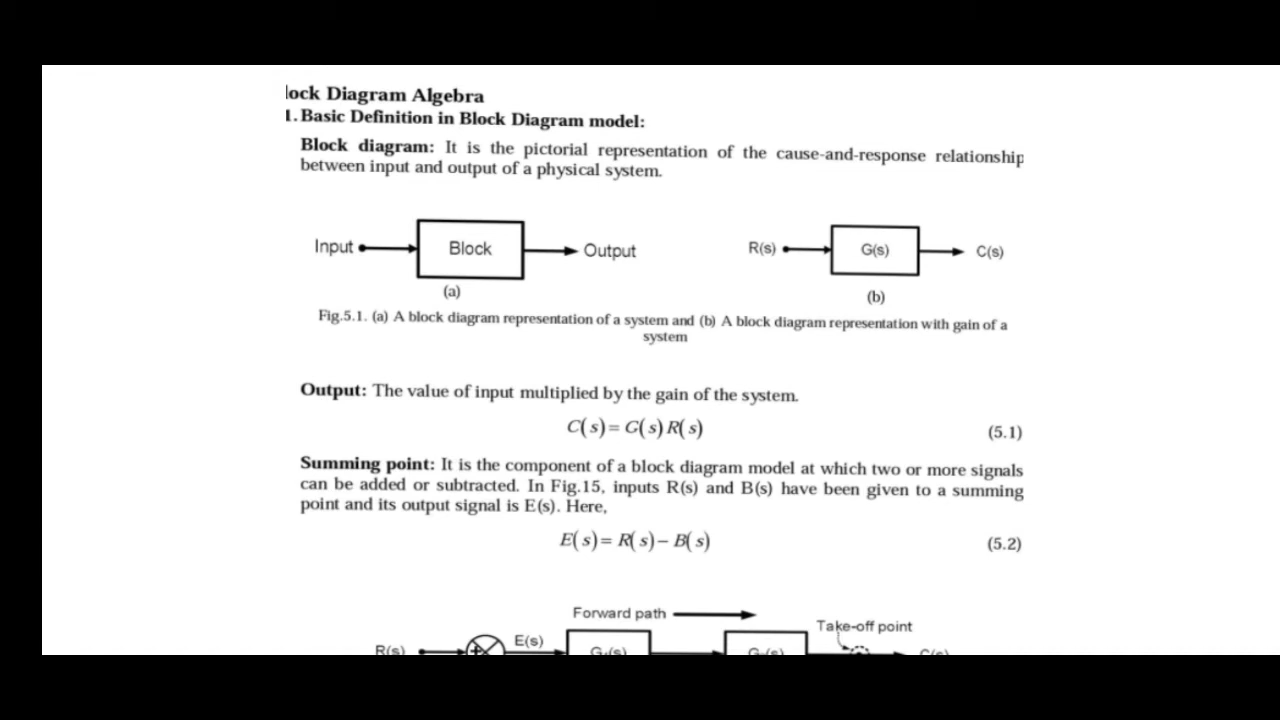 lock Diagram Algebra
1. Basic Definition in Block Diagram model:
Block diagram: It is the pictorial representation of the cause-and-response relationship
between input and output of a physical system.
Input Block Output R(s) G(s) C(s)
(a) (b)
Fig.5.1. (a) A block diagram representation of a system and (b) A block diagram representation with gain of a
system
Output: The value of input multiplied by the gain of the system.
C(s)= G(s)R(s) (5.1)
Summing point: It is the component of a block diagram model at which two or more signals
can be added or subtracted. In Fig.15, inputs R(s) and B(s) have been given to a summing
point and its output signal is E(s). Here,
E(s)= R(s)− B(s) (5.2)
Forward path
Take-off point
R(s) + E(s) C(s)